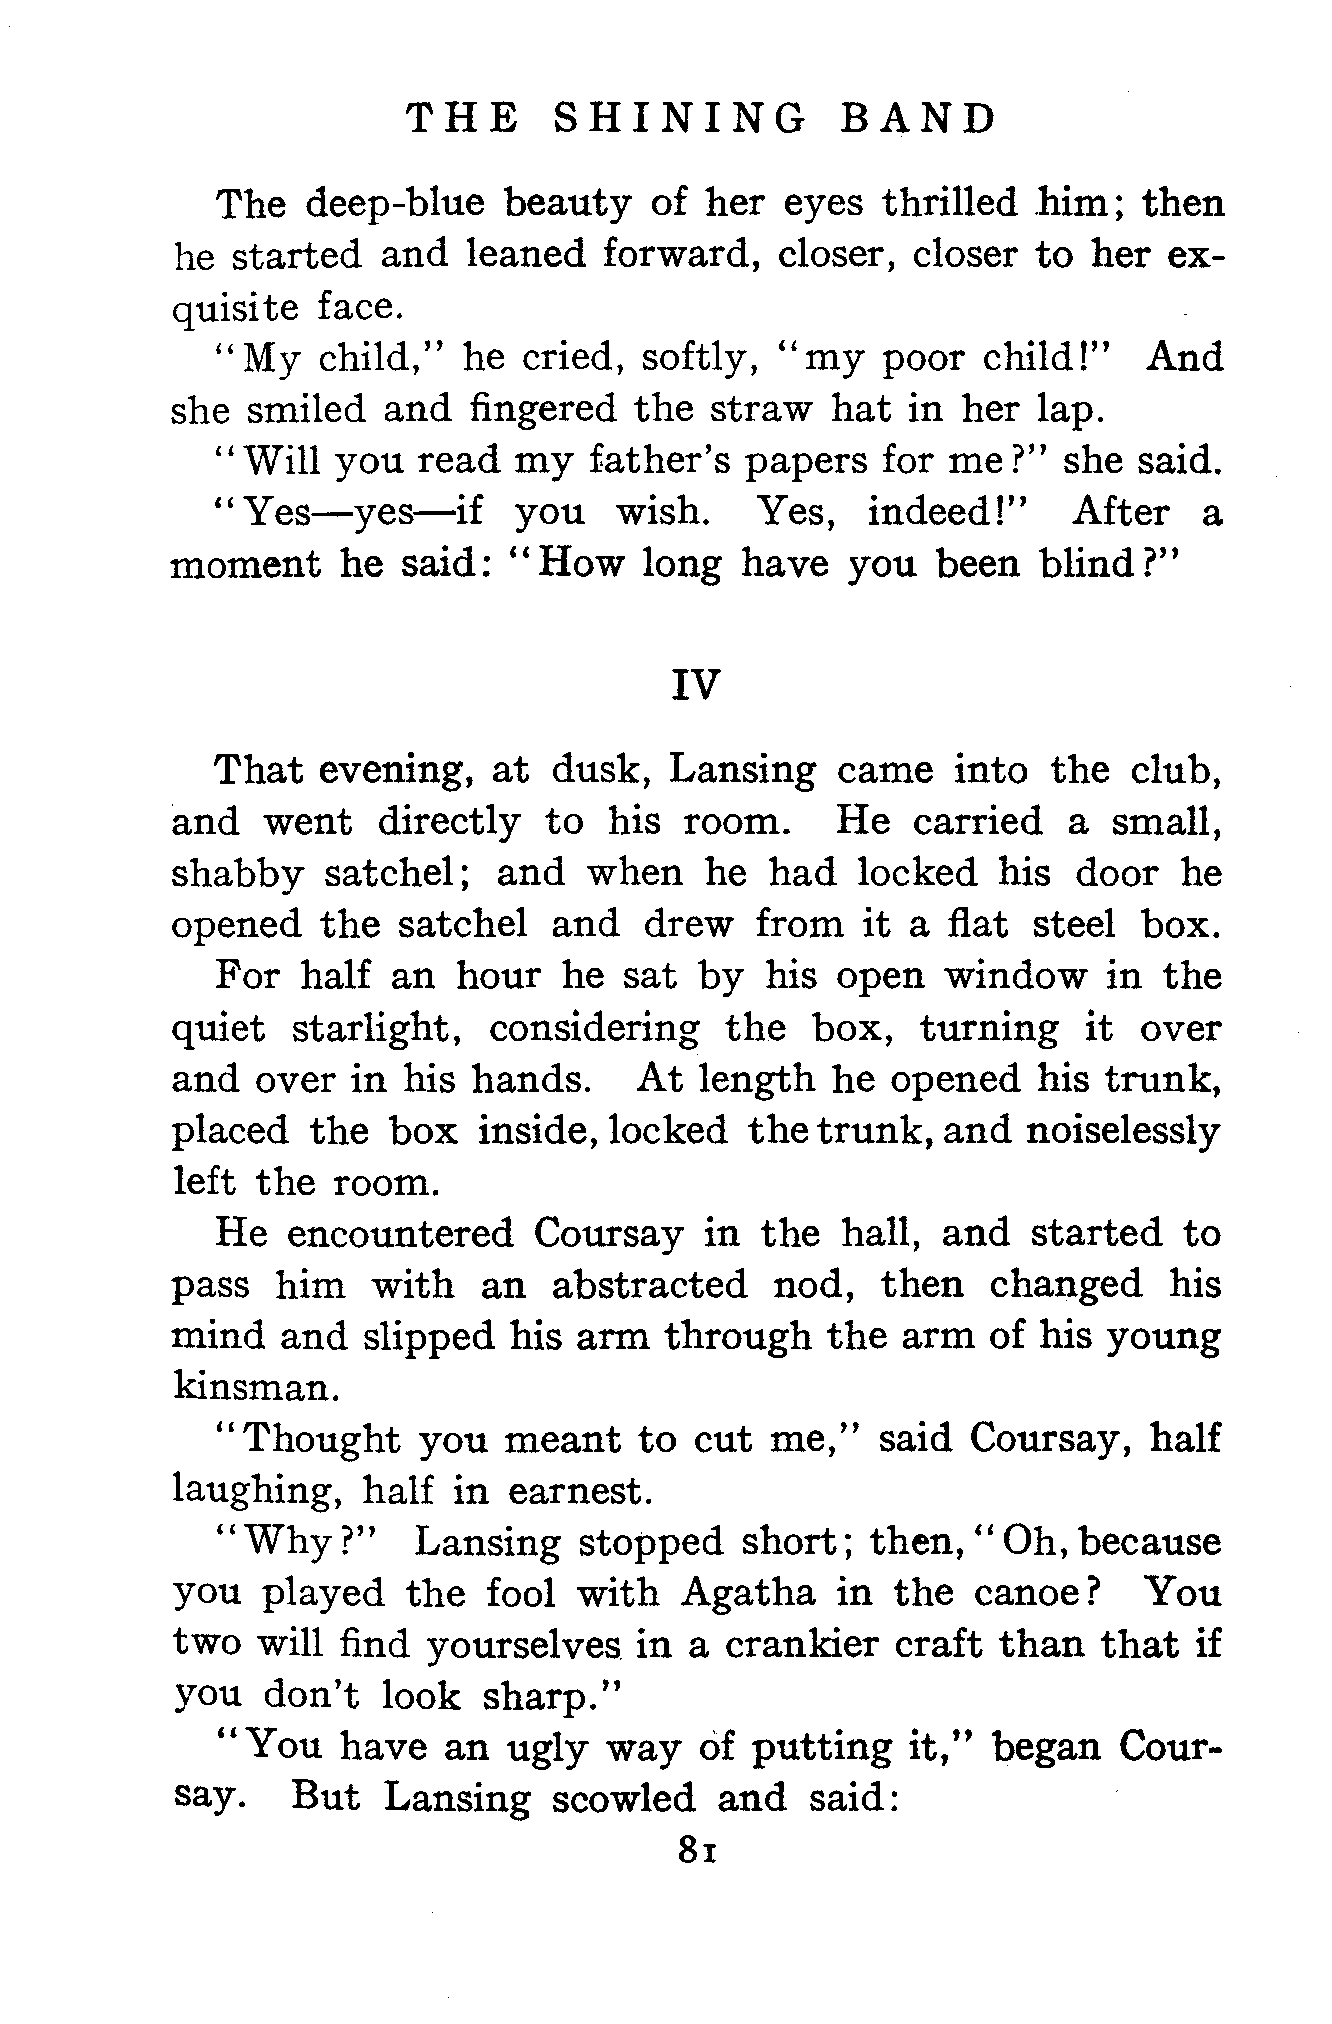 THE SHINING BAND
The deep-blue beauty of her eyes thrilled him; then
he started and leaned forward, closer, closer to her ex-
quisite face.
"My child," he cried, softly, "my poor child!" And
she smiled and fingered the straw hat in her lap.
"Will you read my father's papers for me?" she said.
"Yes—yes—if you wish. Yes, indeed!" After a
moment he said: "How long have you been blind?"
IV
That evening, at dusk, Lansing came into the club,
and went directly to his room. He carried a small,
shabby satchel; and when he had locked his door he
opened the satchel and drew from it a flat steel box.
For half an hour he sat by his open window in the
quiet starlight, considering the box, turning it over
and over in his hands. At length he opened his trunk,
placed the box inside, locked the trunk, and noiselessly
left the room.
He encountered Coursay in the hall, and started to
pass him with an abstracted nod, then changed his
mind and slipped his arm through the arm of his young
kinsman.
"Thought you meant to cut me," said Coursay, half
laughing, half in earnest.
"Why?" Lansing stopped short; then, "Oh, because
you played the fool with Agatha in the canoe? You
two will find yourselves in a crankier craft than that if
you don't look sharp."
"You have an ugly way of putting it," began Cour-
say. But Lansing scowled and said:
81